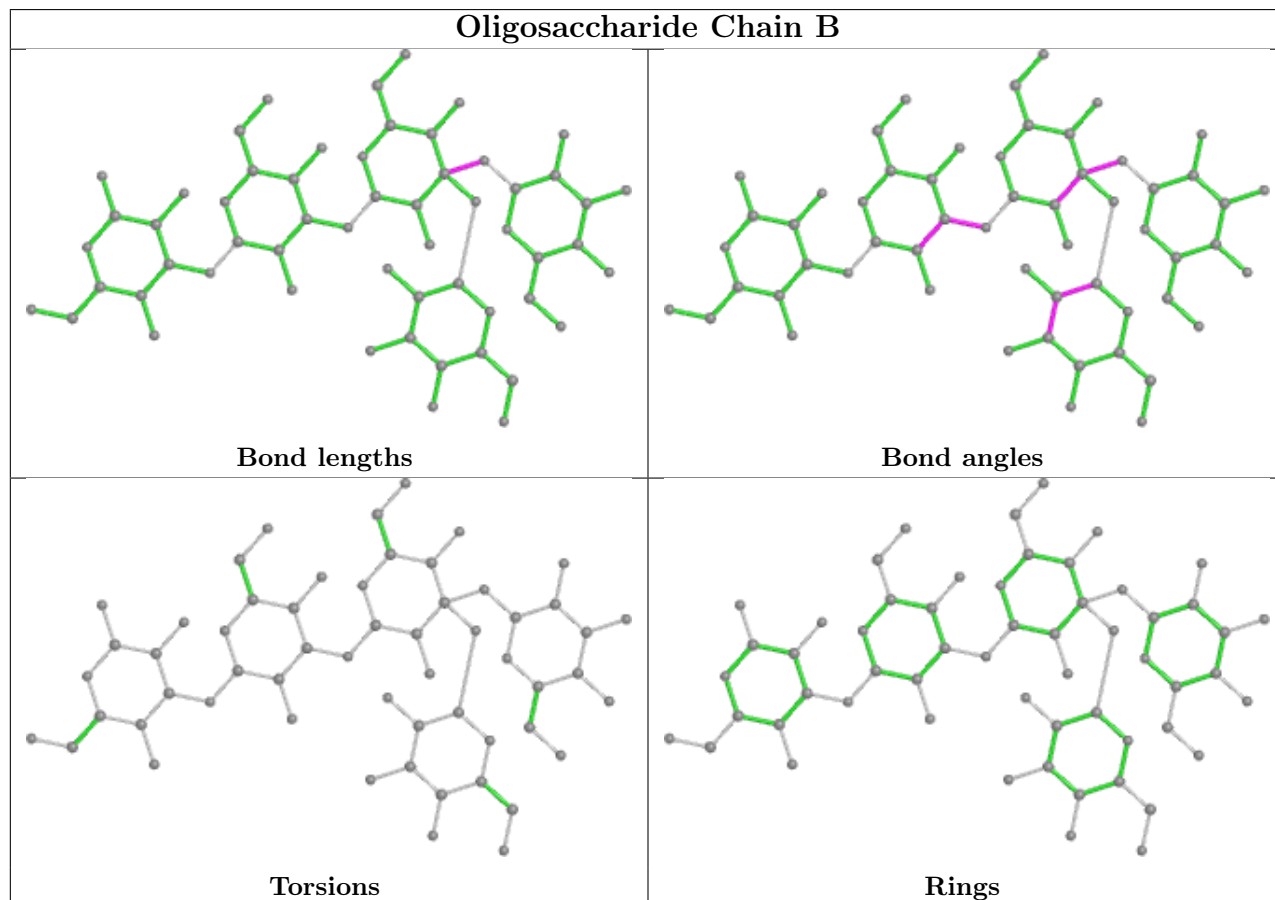 Oligosaccharide Chain B
Bond lengths
Bond angles
Torsions
Rings